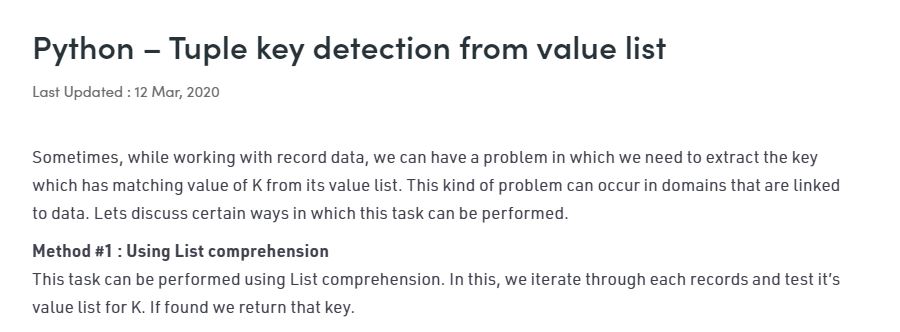 Python – Tuple key detection from value list
Last Updated : 12 Mar, 2020
Sometimes, while working with record data, we can have a problem in which we need to extract the key
which has matching value of K from its value list. This kind of problem can occur in domains that are linked
to data. Lets discuss certain ways in which this task can be performed.
Method #1 : Using List comprehension
This task can be performed using List comprehension. In this, we iterate through each records and test it’s
value list for K. If found we return that key.